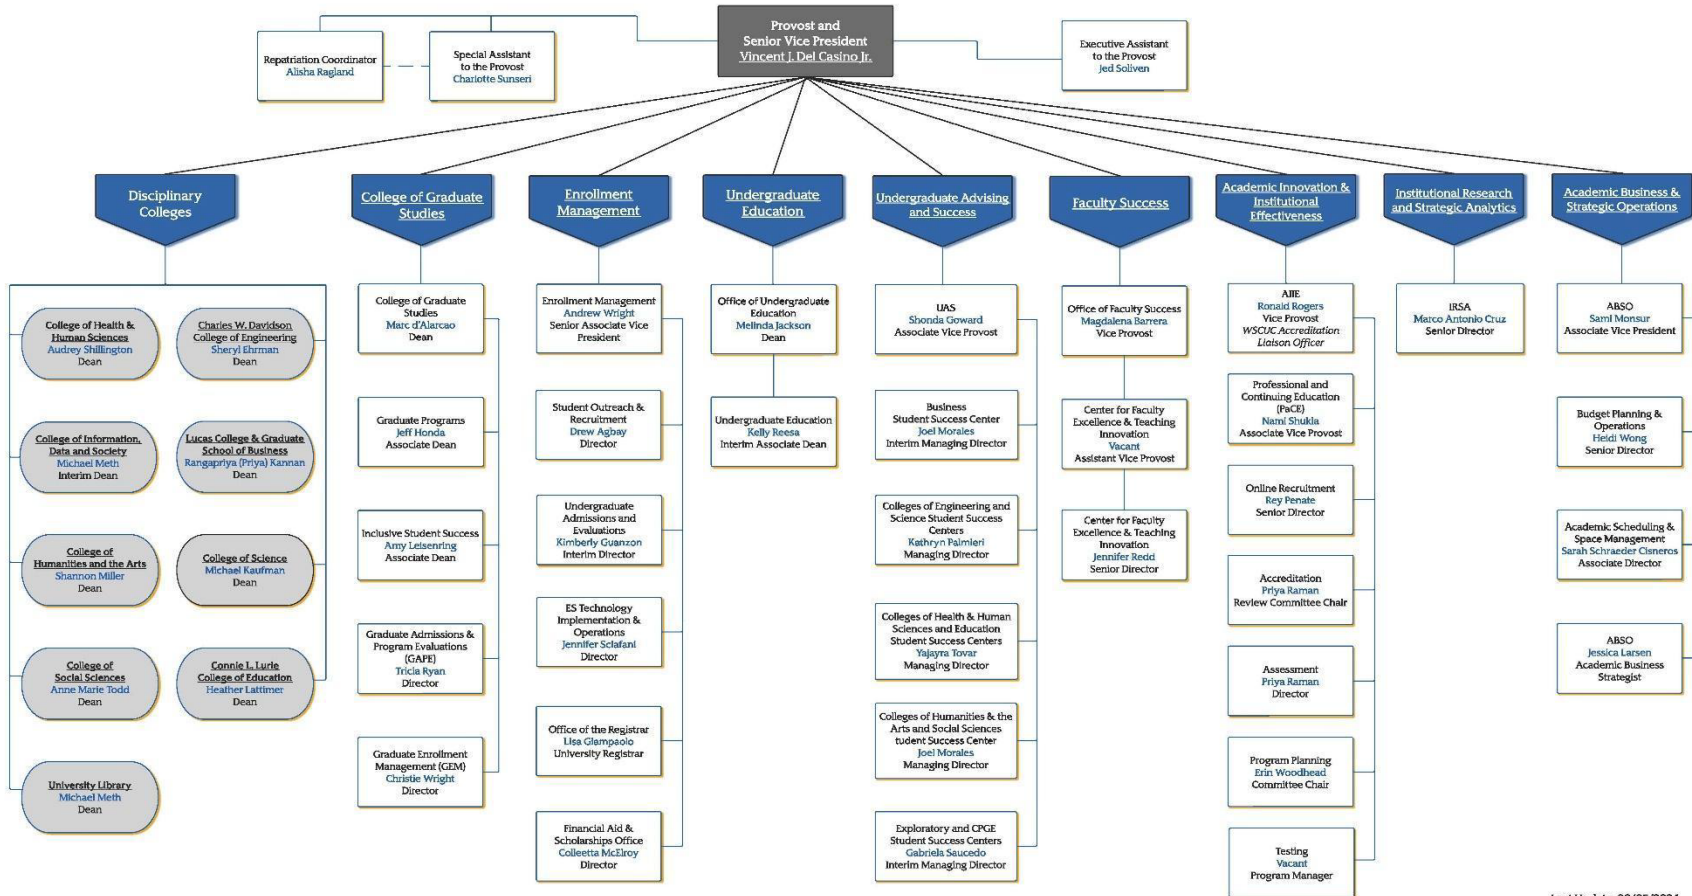 Provost and
Senior Vice President
Vincent J. Del Casino Jr.
Repatriation Coordinator
Alisha Ragland
Special Assistant
to the Provost
Charlotte Sunseri
Executive Assistant
to the Provost
Jed Soliven
Disciplinary
Colleges
College of Graduate
Studies
Enrollment
Management
Undergraduate
Education
Undergraduate Advising
and Success
Faculty Success
Academic Innovation &
Institutional
Effectiveness
Institutional Research
and Strategic Analytics
Academic Business &
Strategic Operations
College of Health &
Human Sciences
Audrey Shillington
Dean
Charles W. Davidson
College of Engineering
Sheryl Ehrman
Dean
College of Information,
Data and Society
Michael Meth
Interim Dean
Lucas College & Graduate
School of Business
Rangapriya (Priya) Kannan
Dean
College of
Humanities and the Arts
Shannon Miller
Dean
College of Science
Michael Kaufman
Dean
College of
Social Sciences
Anne Marie Todd
Dean
Connie L. Lurie
College of Education
Heather Lattimer
Dean
University Library
Michael Meth
Dean
College of Graduate
Studies
Marc d'Alarcao
Dean
Graduate Programs
Jeff Honda
Associate Dean
Inclusive Student Success
Amy Leisenring
Associate Dean
Graduate Admissions &
Program Evaluations
(GAPE)
Tricia Ryan
Director
Graduate Enrollment
Management (GEM)
Christie Wright
Director
Enrollment Management
Andrew Wright
Senior Associate Vice
President
Student Outreach &
Recruitment
Drew Agbay
Director
Undergraduate
Admissions and
Evaluations
Kimberly Guanzon
Interim Director
ES Technology
Implementation &
Operations
Jennifer Sclafani
Director
Office of the Registrar
Lisa Giampaolo
University Registrar
Financial Aid &
Scholarships Office
Colleetta McElroy
Director
Office of Undergraduate
Education
Melinda Jackson
Dean
Undergraduate Education
Kelly Reesa
Interim Associate Dean
UAS
Shonda Goward
Associate Vice Provost
Business
Student Success Center
Joel Morales
Interim Managing Director
Colleges of Engineering and
Science Student Success
Centers
Kathryn Palmieri
Managing Director
Colleges of Health & Human
Sciences and Education
Student Success Centers
Yajayra Tovar
Managing Director
Colleges of Humanities & the
Arts and Social Sciences
tudent Success Center
Joel Morales
Managing Director
Exploratory and CPGE
Student Success Centers
Gabriela Saucedo
Interim Managing Director
Office of Faculty Success
Magdalena Barrera
Vice Provost
Center for Faculty
Excellence & Teaching
Innovation
Vacant
Assistant Vice Provost
Center for Faculty
Excellence & Teaching
Innovation
Jennifer Redd
Senior Director
AIIE
Ronald Rogers
Vice Provost
WSCUC Accreditation
Liaison Officer
Professional and
Continuing Education
(PaCE)
Nami Shukla
Associate Vice Provost
Online Recruitment
Rey Penate
Senior Director
Accreditation
Priya Raman
Review Committee Chair
Assessment
Priya Raman
Director
Program Planning
Erin Woodhead
Committee Chair
Testing
Vacant
Program Manager
IRSA
Marco Antonio Cruz
Senior Director
ABSO
Sami Monsur
Associate Vice President
Budget Planning &
Operations
Heidi Wong
Senior Director
Academic Scheduling &
Space Management
Sarah Schraeder Cisneros
Associate Director
ABSO
Jessica Larsen
Academic Business
Strategist